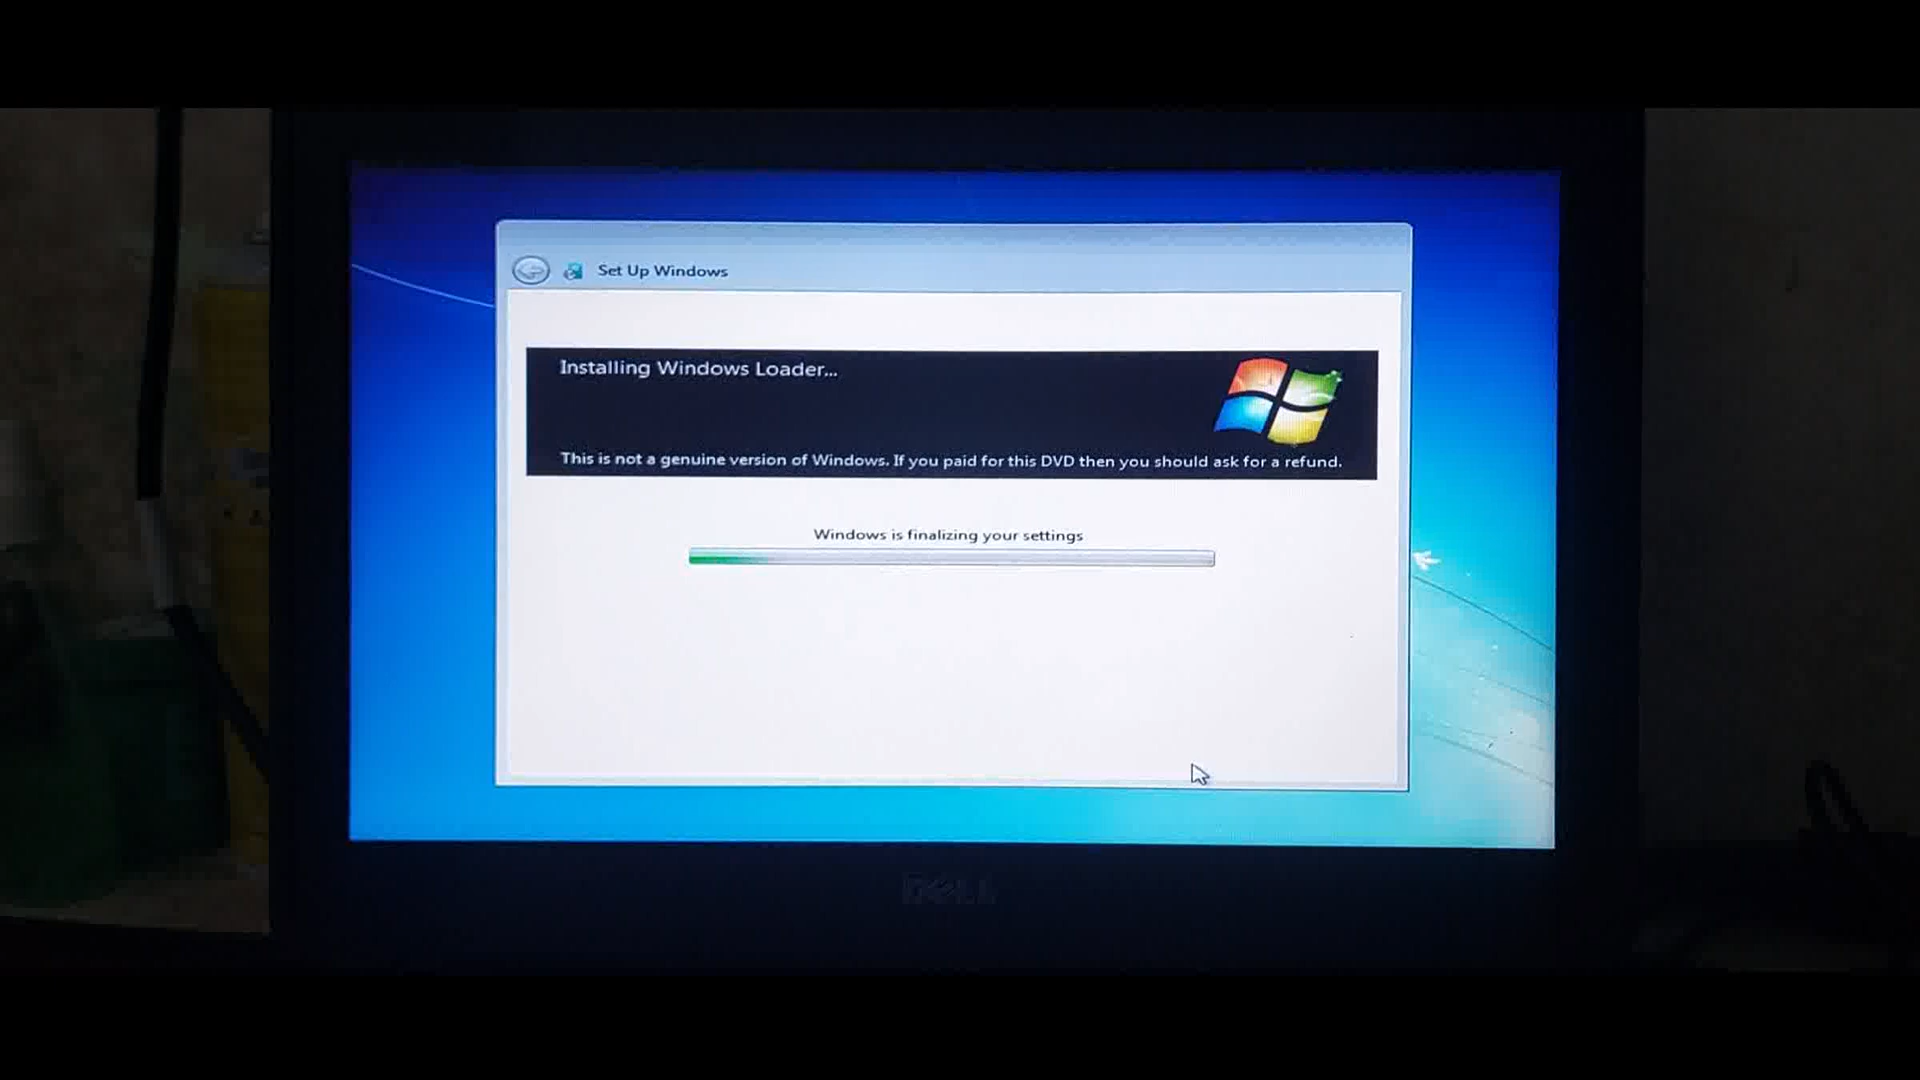 Set Up Windows
Installing Windows Loader...
This is not a genuine version of Windows. If you paid for this DVD then you should ask for a refund.
Windows is finalizing your settings
DELL